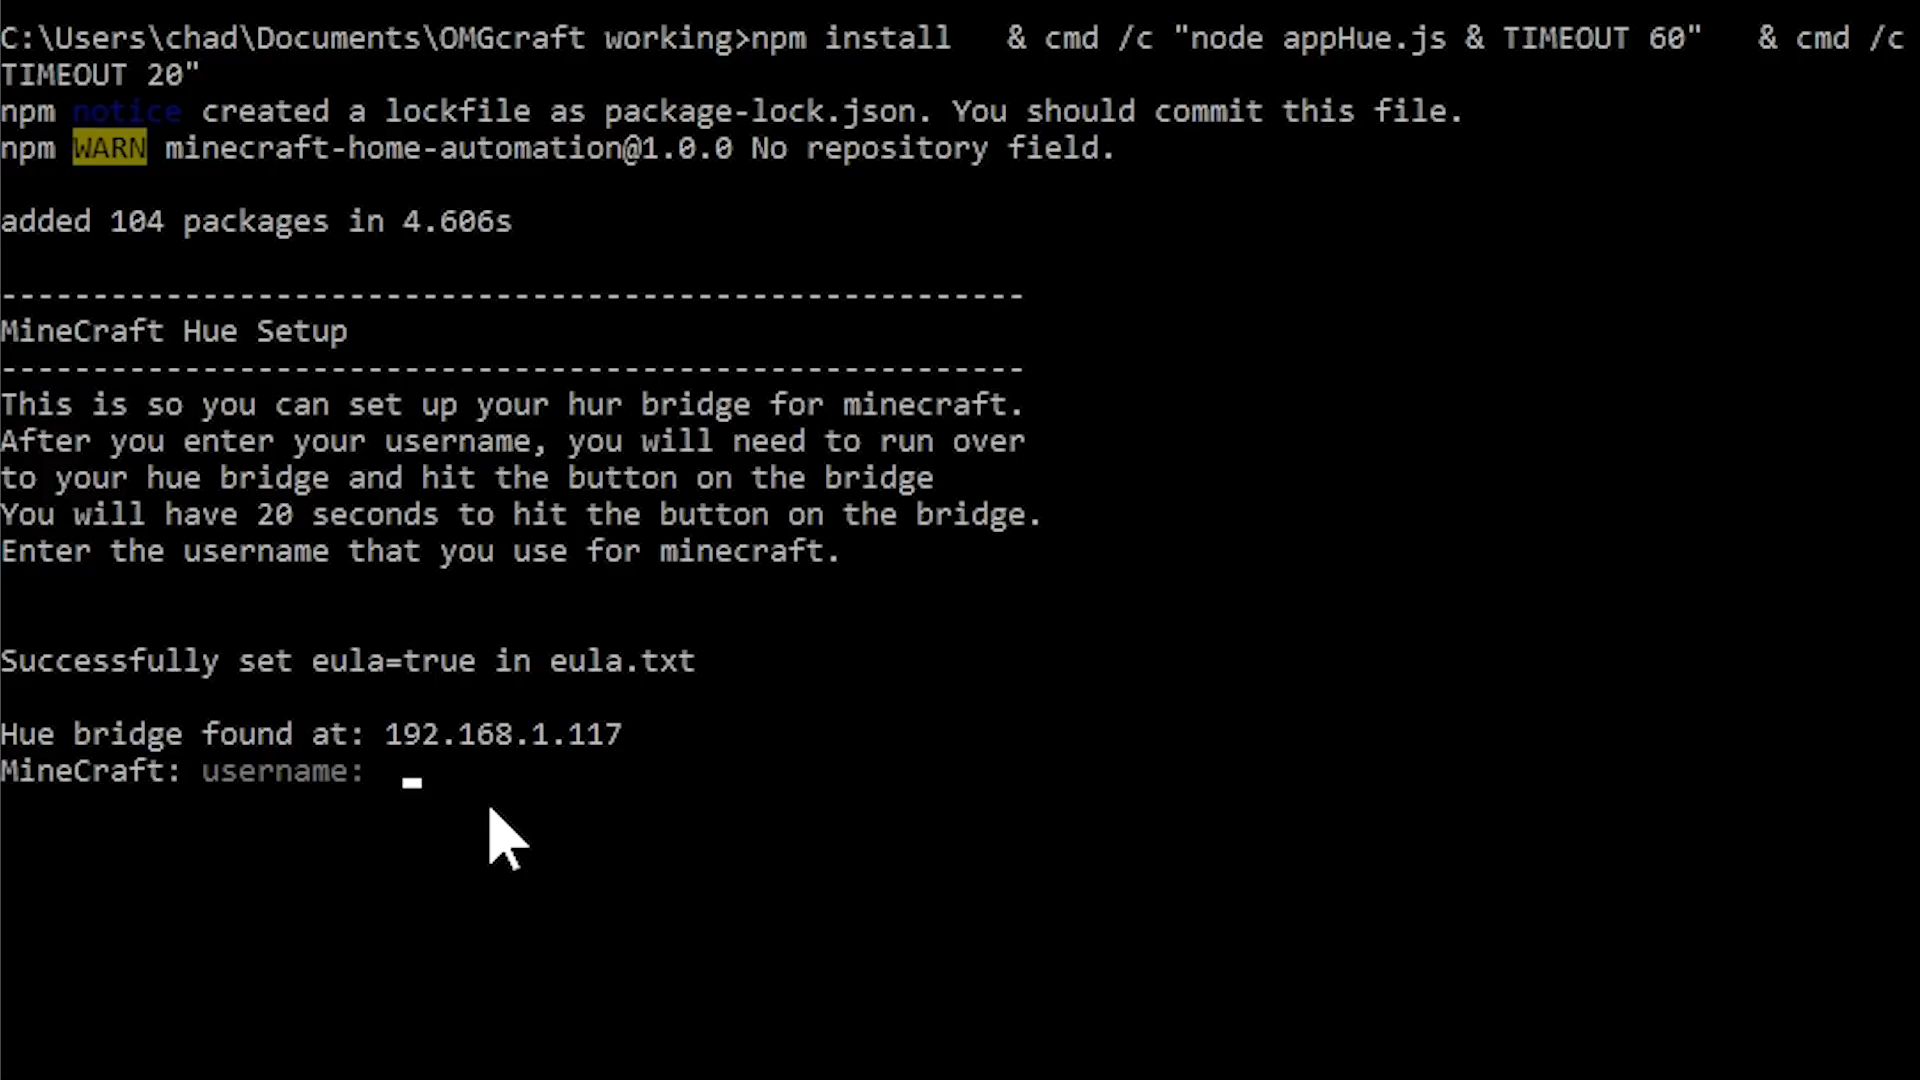 C:\Users\chad\Documents\OMGcraft working>npm install   & cmd /c "node appHue.js & TIMEOUT 60"   & cmd /c
TIMEOUT 20"
npm notice created a lockfile as package-lock.json. You should commit this file.
npm WARN minecraft-home-automation@1.0.0 No repository field.
added 104 packages in 4.606s
--------------------------------------------------------
MineCraft Hue Setup
--------------------------------------------------------
This is so you can set up your hur bridge for minecraft.
After you enter your username, you will need to run over
to your hue bridge and hit the button on the bridge
You will have 20 seconds to hit the button on the bridge.
Enter the username that you use for minecraft.
Successfully set eula=true in eula.txt
Hue bridge found at: 192.168.1.117
MineCraft: username: